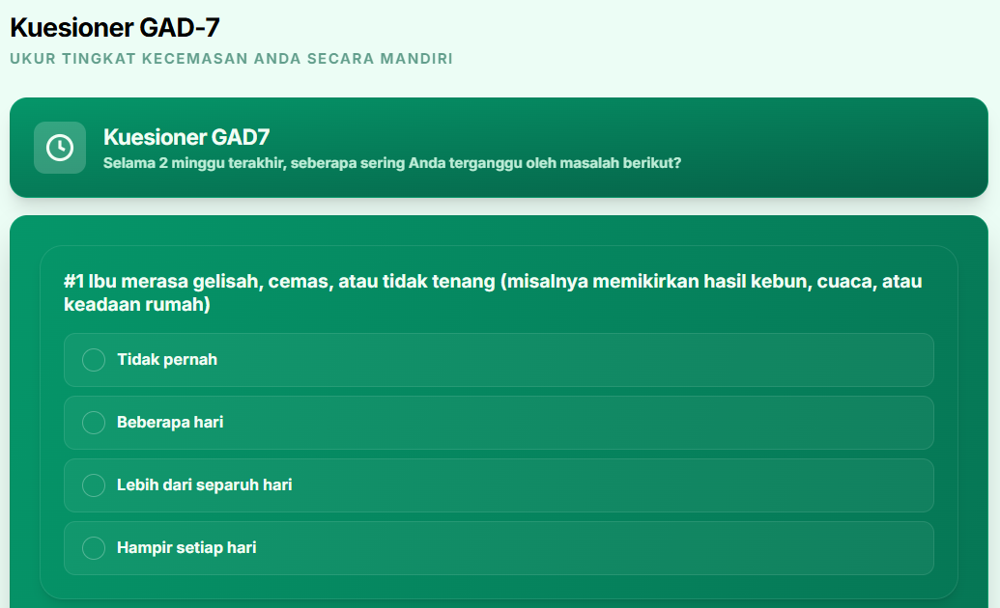 Kuesioner GAD-7
UKUR TINGKAT KECEMASAN ANDA SECARA MANDIRI
Kuesioner GAD7
Selama 2 minggu terakhir, seberapa sering Anda terganggu oleh masalah berikut?
#1 Ibu merasa gelisah, cemas, atau tidak tenang (misalnya memikirkan hasil kebun, cuaca, atau
keadaan rumah)
Tidak pernah
Beberapa hari
Lebih dari separuh hari
Hampir setiap hari